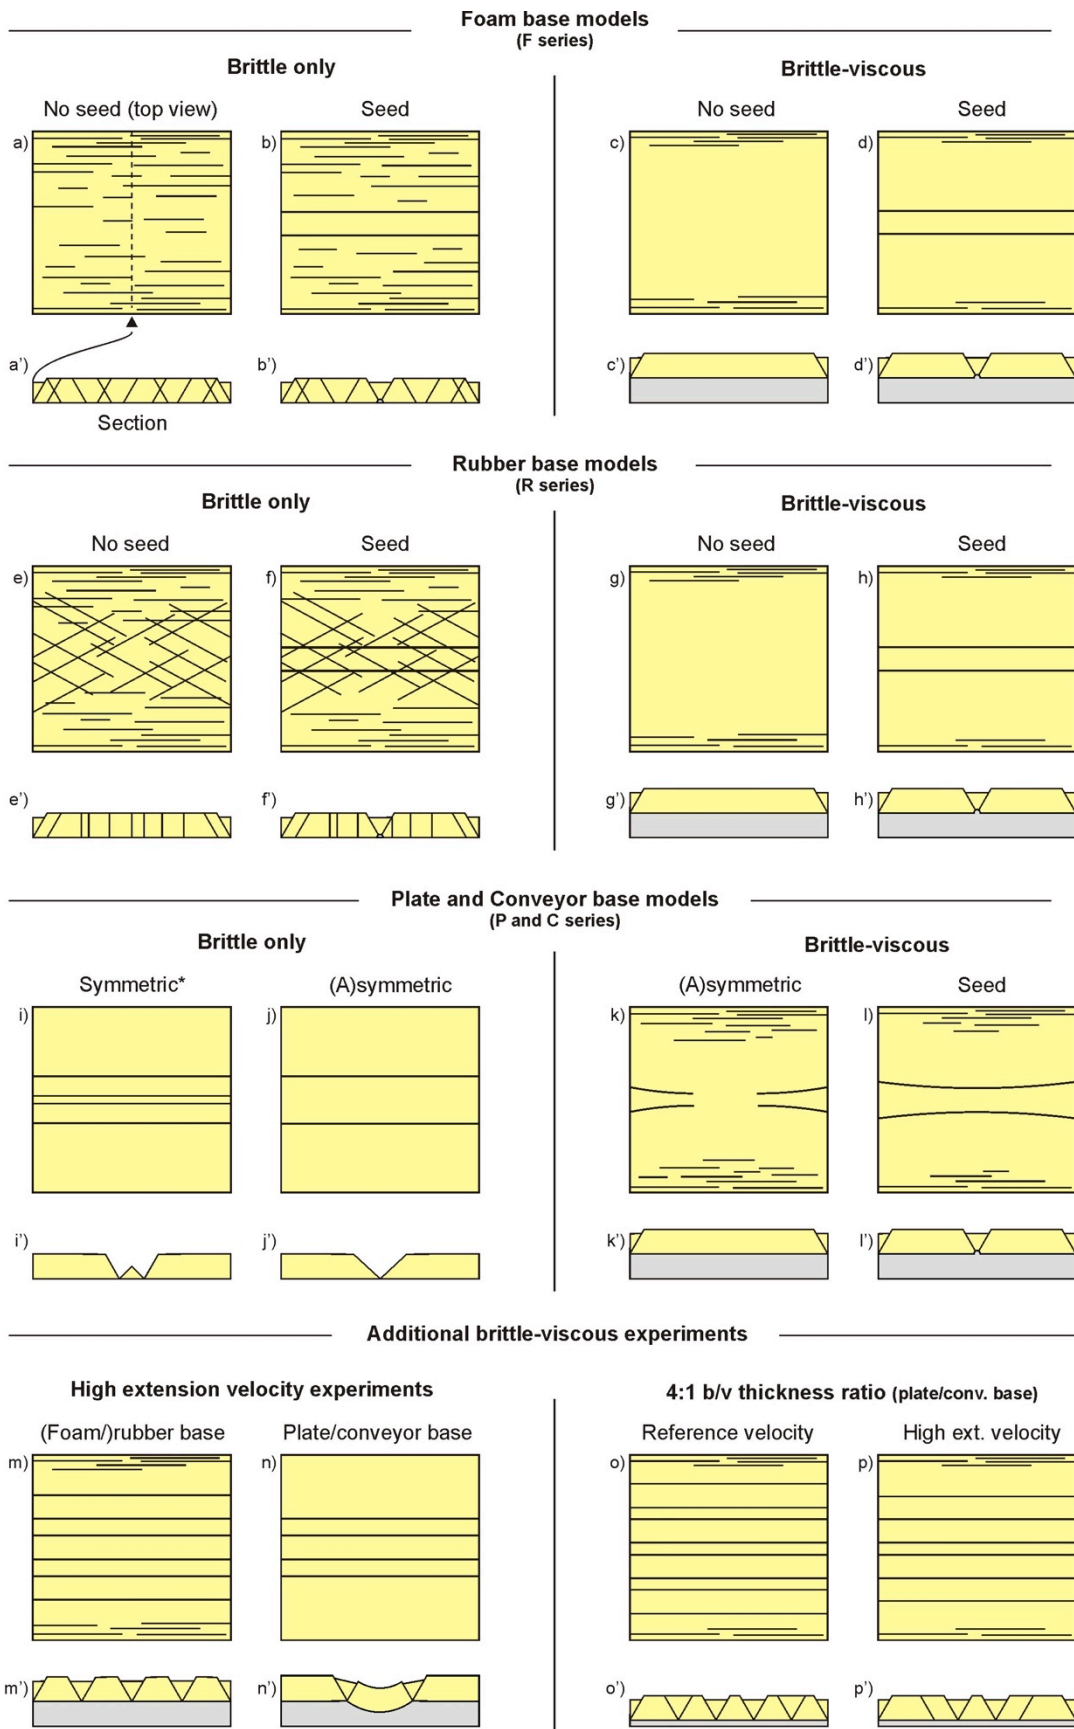 Foam base models
(F series)
Brittle only
Brittle-viscous
No seed (top view)
Seed
No seed
Seed
a)
b)
c)
d)
a')
b')
c')
d')
Section
Rubber base models
(R series)
Brittle only
Brittle-viscous
No seed
Seed
No seed
Seed
e)
f)
g)
h)
e')
f')
g')
h')
Plate and Conveyor base models
(P and C series)
Brittle only
Brittle-viscous
Symmetric*
(A)symmetric
(A)symmetric
Seed
i)
j)
k)
l)
i')
j')
k')
l')
Additional brittle-viscous experiments
High extension velocity experiments
4:1 b/v thickness ratio (plate/conv. base)
(Foam/)rubber base
Plate/conveyor base
Reference velocity
High ext. velocity
m)
n)
o)
p)
m')
n')
o')
p')